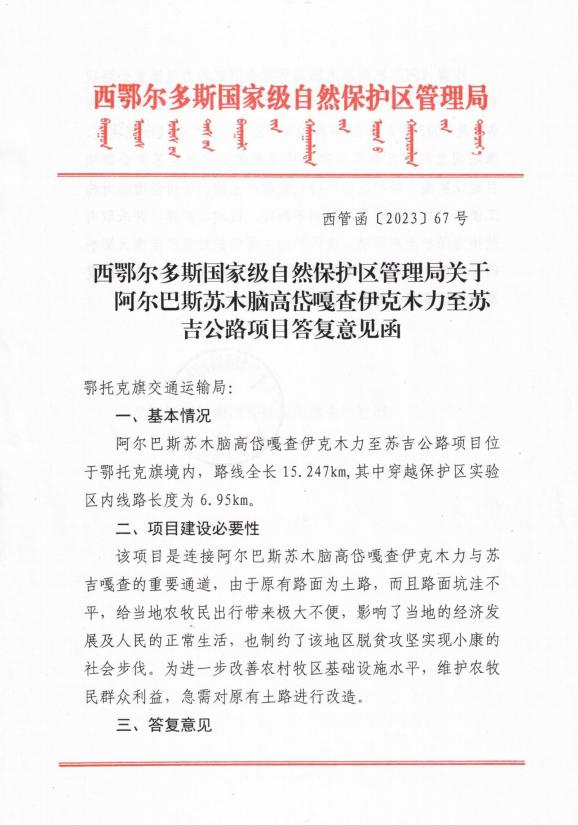 西鄂尔多斯国家级自然保护区管理局
西管函〔2023〕67号
西鄂尔多斯国家级自然保护区管理局关于
阿尔巴斯苏木脑高岱嘎查伊克木力至苏
吉公路项目答复意见函
鄂托克旗交通运输局：
一、基本情况
阿尔巴斯苏木脑高岱嘎查伊克木力至苏吉公路项目位
于鄂托克旗境内，路线全长15.247km,其中穿越保护区实验
区内线路长度为6.95km。
二、项目建设必要性
该项目是连接阿尔巴斯苏木脑高岱嘎查伊克木力与苏
吉嘎查的重要通道，由于原有路面为土路，而且路面坑洼不
平，给当地农牧民出行带来极大不便，影响了当地的经济发
展及人民的正常生活，也制约了该地区脱贫攻坚实现小康的
社会步伐。为进一步改善农村牧区基础设施水平，维护农牧
民群众利益，急需对原有土路进行改造。
三、答复意见